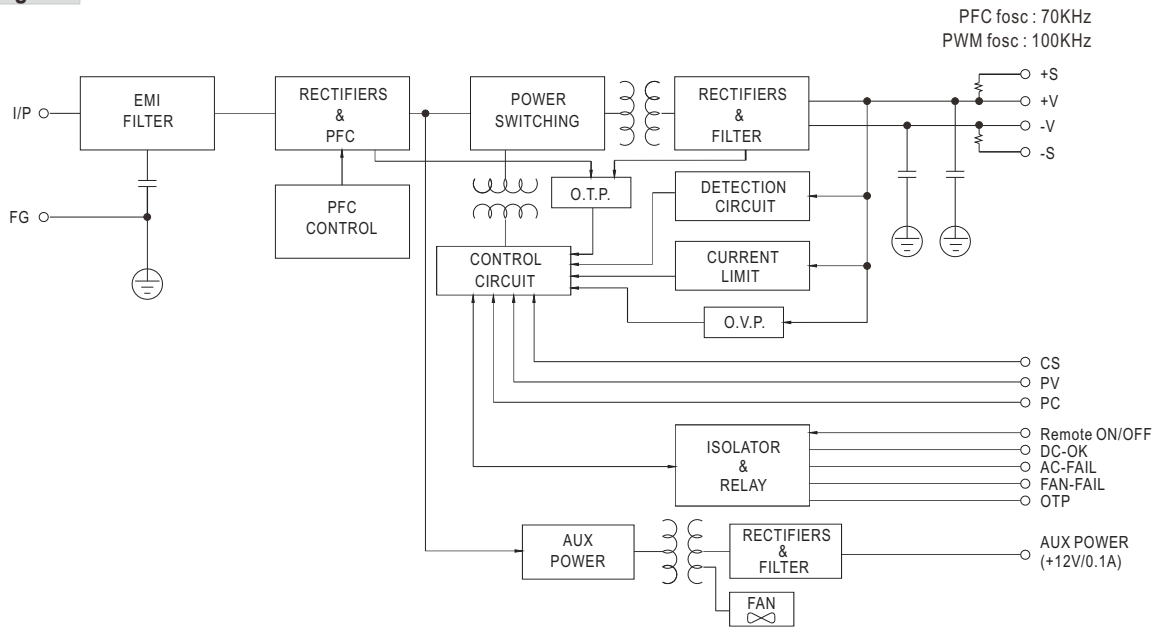 PFC fosc : 70KHz
PWM fosc : 100KHz
I/P
EMI
FILTER
RECTIFIERS
&
PFC
POWER
SWITCHING
RECTIFIERS
&
FILTER
+S
+V
-V
-S
FG
PFC
CONTROL
O.T.P.
DETECTION
CIRCUIT
CONTROL
CIRCUIT
CURRENT
LIMIT
O.V.P.
CS
PV
PC
ISOLATOR
&
RELAY
Remote ON/OFF
DC-OK
AC-FAIL
FAN-FAIL
OTP
AUX
POWER
RECTIFIERS
&
FILTER
AUX POWER
(+12V/0.1A)
FAN